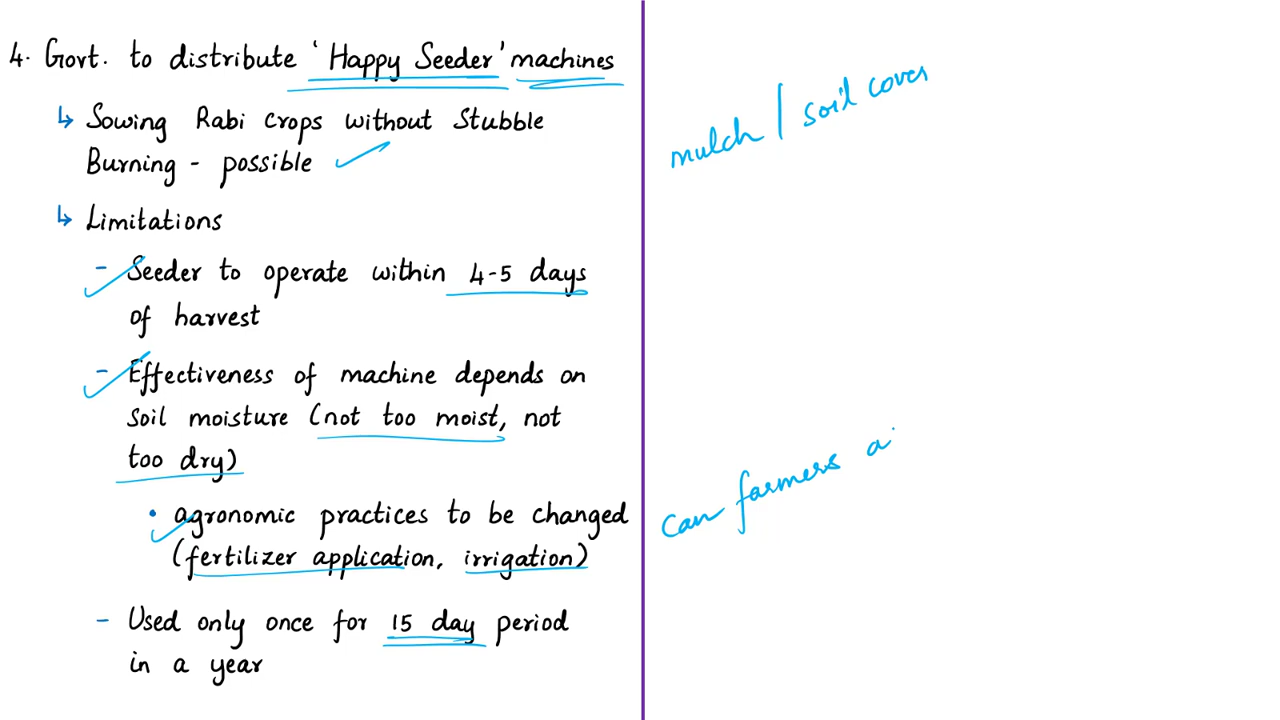 4. Govt. to distribute 'Happy Seeder' machines
↳ Sowing Rabi crops without Stubble
Burning - possible ✓
↳ Limitations
- Seeder to operate within 4-5 days
of harvest
- Effectiveness of machine depends on
soil moisture (not too moist, not
too dry)
• agronomic practices to be changed
(fertilizer application, irrigation)
- Used only once for 15 day period
in a year
mulch / soil cover
can farmers a